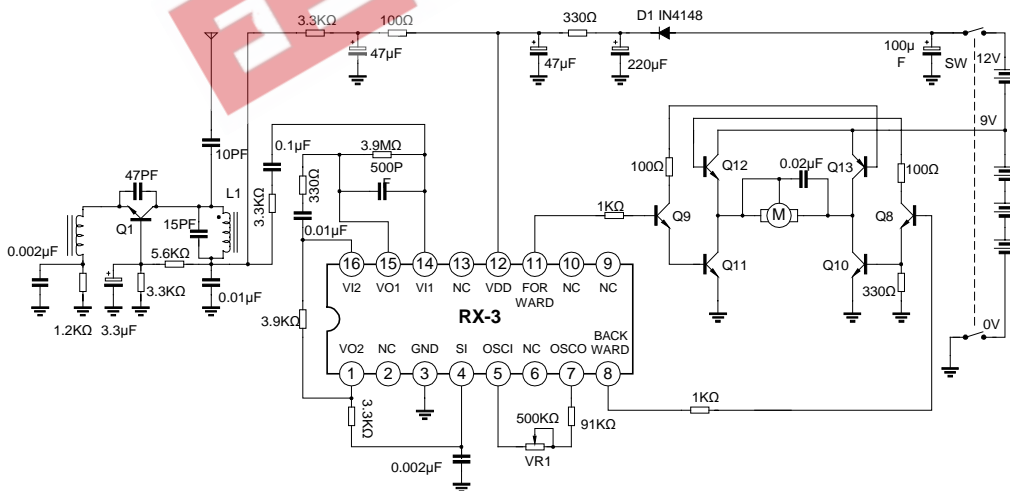 3.3KΩ
100Ω
330Ω
D1 IN4148
47µF
47µF
220µF
100µ
F
SW
12V
9V
10PF
0.1µF
3.9MΩ
500P
F
330Ω
0.01µF
3.3KΩ
47PF
Q1
15PF
L1
0.002µF
5.6KΩ
3.3KΩ
0.01µF
1.2KΩ
3.3µF
100Ω
Q12
0.02µF
Q13
100Ω
1KΩ
Q9
M
Q8
Q11
Q10
330Ω
0V
16 15 14 13 12 11 10 9
VI2 VO1 VI1 NC VDD FOR NC NC
WARD
RX-3
3.9KΩ
BACK
VO2 NC GND SI OSCI NC OSCO WARD
1 2 3 4 5 6 7 8
3.3KΩ
500KΩ
91KΩ
1KΩ
VR1
0.002µF